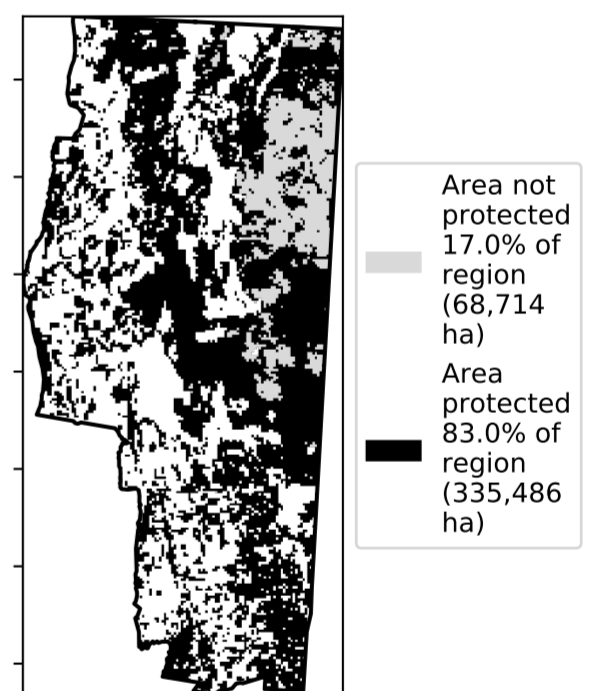 Area not
protected
17.0% of
region
(68,714
ha)
Area
protected
83.0% of
region
(335,486
ha)